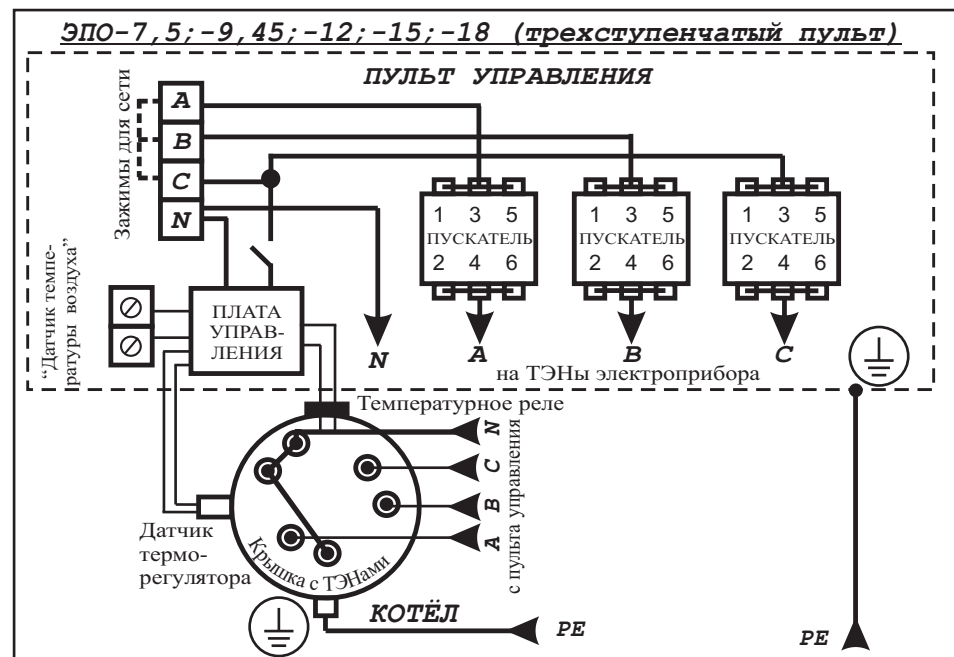 ЭПО-7,5;-9,45;-12;-15;-18 (трехступенчатый пульт)
ПУЛЬТ УПРАВЛЕНИЯ
Зажимы для сети
A
B
C
N
1 3 5
ПУСКАТЕЛЬ
2 4 6
1 3 5
ПУСКАТЕЛЬ
2 4 6
1 3 5
ПУСКАТЕЛЬ
2 4 6
“Датчик темпе-
ратуры воздуха”
ПЛАТА
УПРАВ-
ЛЕНИЯ
N
A
B
C
на ТЭНы электроприбора
Температурное реле
N
C
B
A
с пульта управления
Датчик
термо-
регулятора
Крышка с ТЭНами
КОТЁЛ
PE
PE